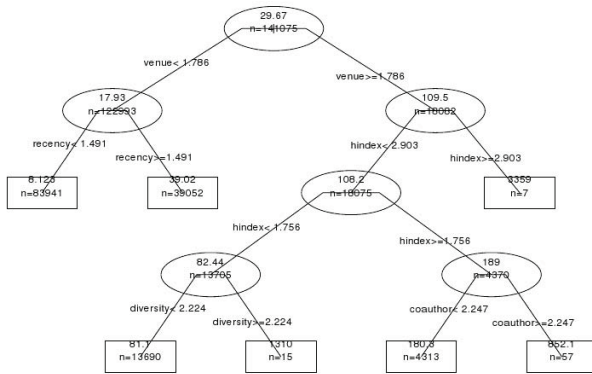 29.67
n=141075
venue< 1.786
venue>=1.786
17.93
n=122993
109.5
n=18082
recency< 1.491
recency>=1.491
hindex< 2.903
hindex>=2.903
8.123
n=83941
39.02
n=39052
108.2
n=18075
3359
n=7
hindex< 1.756
hindex>=1.756
82.44
n=13705
189
n=4370
diversity< 2.224
diversity>=2.224
coauthor< 2.247
coauthor>=2.247
81.1
n=13690
1310
n=15
180.3
n=4313
852.1
n=57